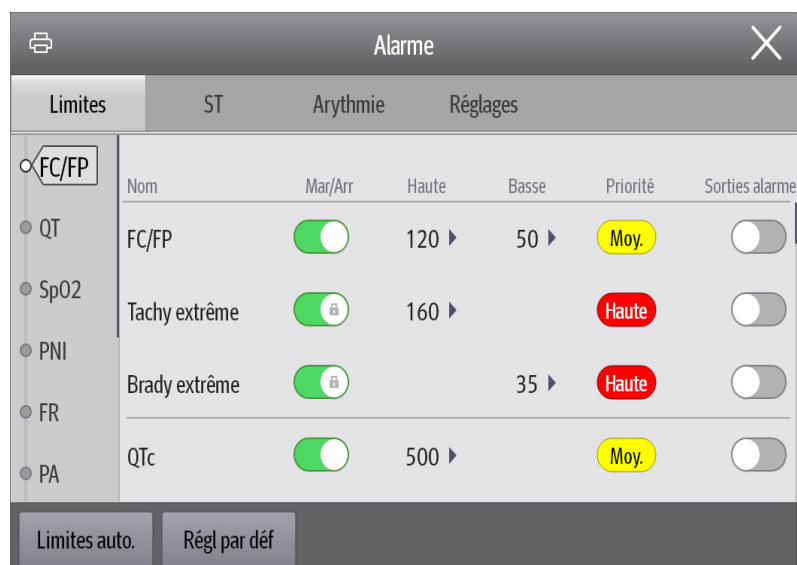 Alarme
Limites ST Arythmie Réglages
FC/FP
Nom Mar/Arr Haute Basse Priorité Sorties alarme
FC/FP 120 50 Moy.
QT
SpO2
Tachy extrême 160 Haute
PNI
Brady extrême 35 Haute
FR
QTc 500 Moy.
PA
Limites auto. Régl par déf